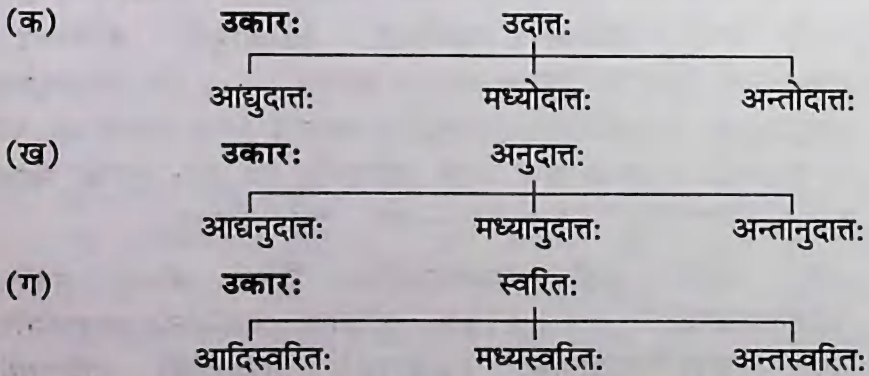 (क) उकारः उदात्तः
आद्युदात्तः मध्योदात्तः अन्तोदात्तः
(ख) उकारः अनुदात्तः
आद्यनुदात्तः मध्यानुदात्तः अन्तानुदात्तः
(ग) उकारः स्वरितः
आदिस्वरितः मध्यस्वरितः अन्तस्वरितः